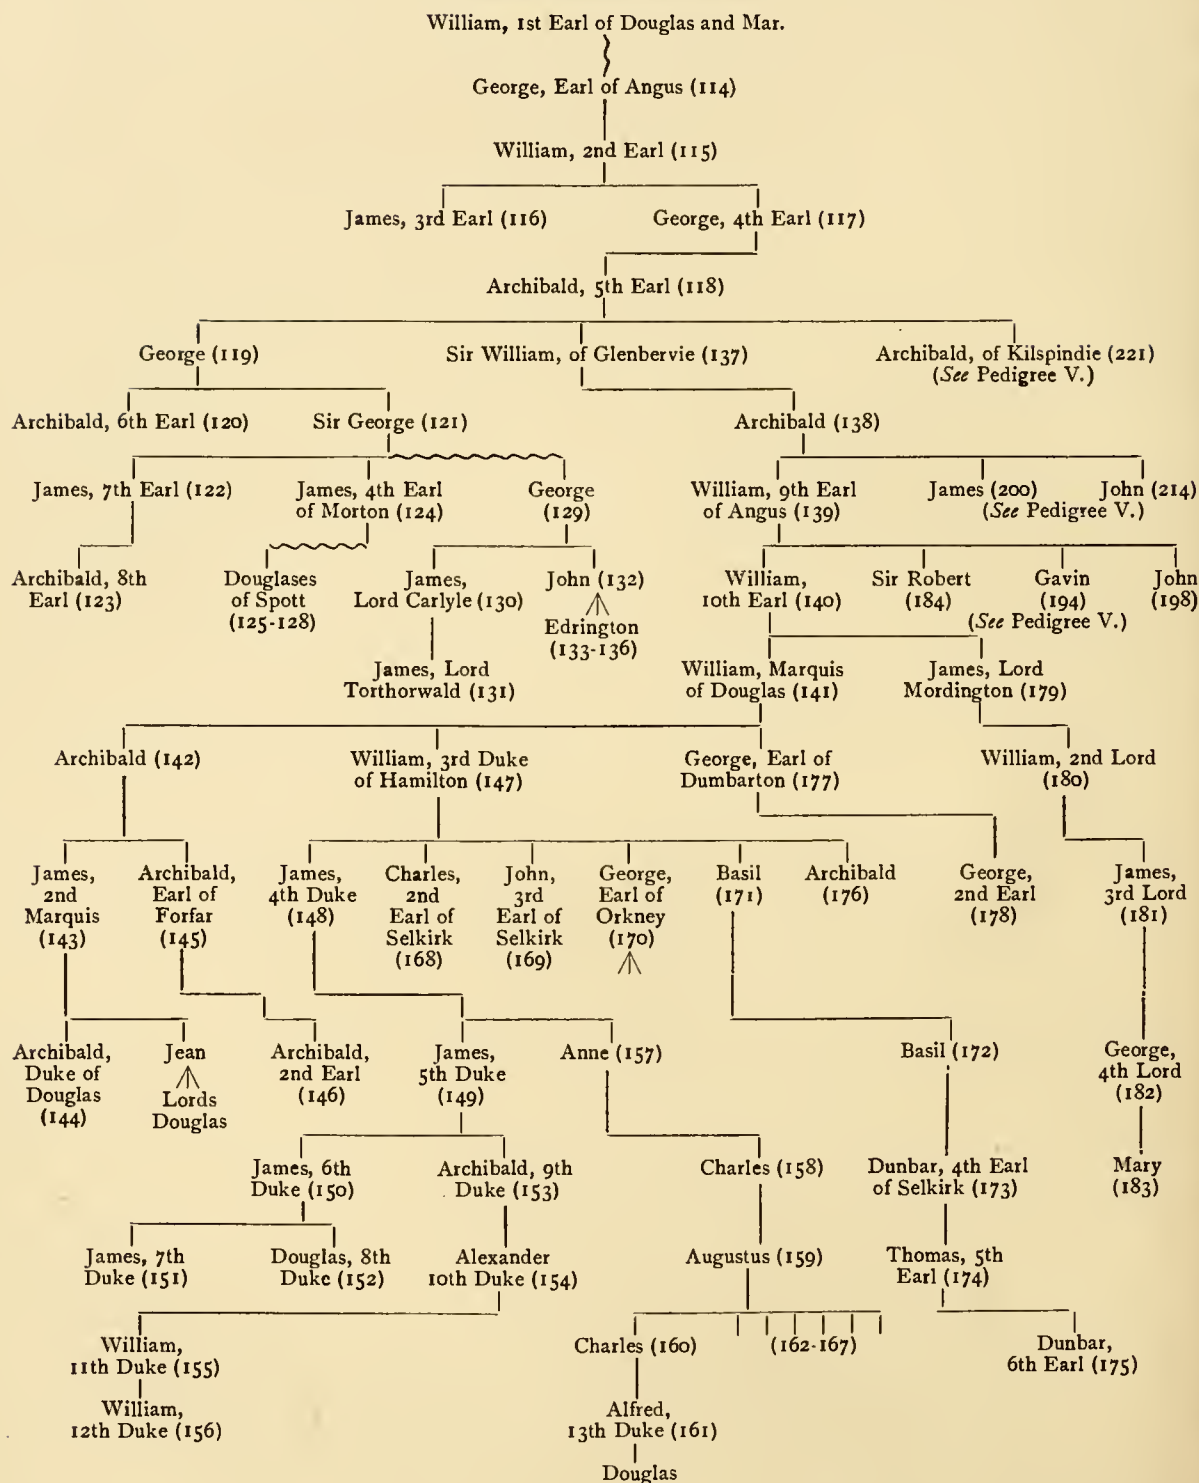 William, 1st Earl of Douglas and Mar.
George, Earl of Angus (114)
William, 2nd Earl (115)
James, 3rd Earl (116)
George, 4th Earl (117)
Archibald, 5th Earl (118)
George (119)
Sir William, of Glenbervie (137)
Archibald, of Kilspindie (221)
(See Pedigree V.)
Archibald, 6th Earl (120)
Sir George (121)
Archibald (138)
James, 7th Earl (122)
James, 4th Earl
of Morton (124)
George
(129)
William, 9th Earl
of Angus (139)
James (200)
John (214)
(See Pedigree V.)
Archibald, 8th
Earl (123)
Douglases
of Spott
(125-128)
James,
Lord Carlyle (130)
John (132)
Edrington
(133-136)
William,
10th Earl (140)
Sir Robert
(184)
Gavin
(194)
John
(198)
(See Pedigree V.)
James, Lord
Torthorwald (131)
William, Marquis
of Douglas (141)
James, Lord
Mordington (179)
Archibald (142)
William, 3rd Duke
of Hamilton (147)
George, Earl of
Dumbarton (177)
William, 2nd Lord
(180)
James,
2nd
Marquis
(143)
Archibald,
Earl of
Forfar
(145)
James,
4th Duke
(148)
Charles,
2nd
Earl of
Selkirk
(168)
John,
3rd
Earl of
Selkirk
(169)
George,
Earl of
Orkney
(170)
Basil
(171)
Archibald
(176)
George,
2nd Earl
(178)
James,
3rd Lord
(181)
Archibald,
Duke of
Douglas
(144)
Jean
Lords
Douglas
Archibald,
2nd Earl
(146)
James,
5th Duke
(149)
Anne (157)
Basil (172)
George,
4th Lord
(182)
James, 6th
Duke (150)
Archibald, 9th
Duke (153)
Charles (158)
Dunbar, 4th Earl
of Selkirk (173)
Mary
(183)
James, 7th
Duke (151)
Douglas, 8th
Duke (152)
Alexander
10th Duke (154)
Augustus (159)
Thomas, 5th
Earl (174)
William,
11th Duke (155)
Charles (160)
(162-167)
Dunbar,
6th Earl (175)
William,
12th Duke (156)
Alfred,
13th Duke (161)
Douglas